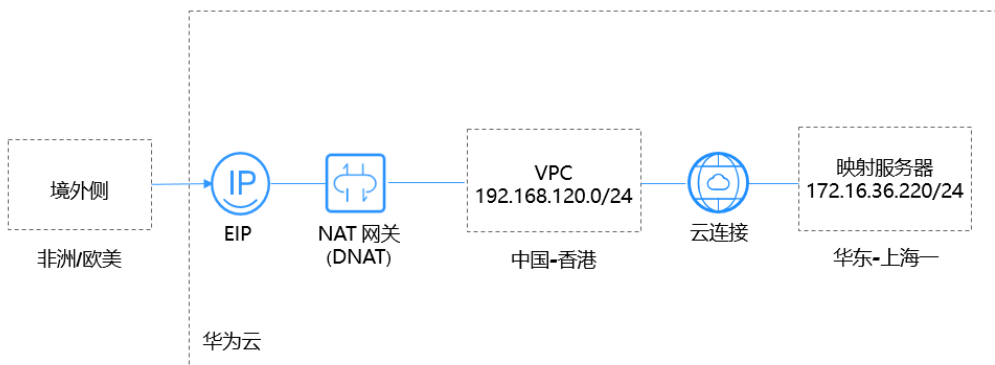 境外侧
非洲/欧美
IP
EIP
NAT 网关
(DNAT)
VPC
192.168.120.0/24
中国-香港
云连接
映射服务器
172.16.36.220/24
华东-上海一
华为云